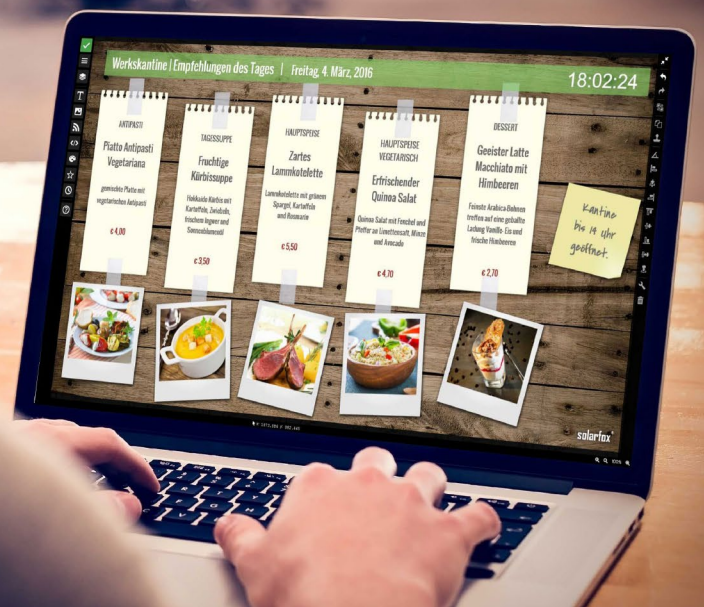 Werkskantine | Empfehlungen des Tages | Freitag, 4. März, 2016
18:02:24
ANTIPASTI
Piatto Antipasti
Vegetariana
gemischte Platte mit
vegetarischen Antipasti
€ 4,00
TAGESSUPPE
Fruchtige
Kürbissuppe
Hokkaido Kürbis mit
Kartoffeln, Zwiebeln,
frischem Ingwer und
Sonnenblumenöl
€ 3,50
HAUPTSPEISE
Zartes
Lammkotelette
Lammkotelette mit grünem
Spargel, Kartoffeln
und Rosmarin
€ 5,50
HAUPTSPEISE
VEGETARISCH
Erfrischender
Quinoa Salat
Quinoa Salat mit Fenchel und
Pfeffer an Limettensaft, Minze
und Avocado
€ 4,70
DESSERT
Geeister Latte
Macchiato mit
Himbeeren
Feinste Arabica-Bohnen
treffen auf eine geballte
Ladung Vanille-Eis und
frische Himbeeren
€ 2,70
Kantine
bis 14 Uhr
geöffnet.
solarfox